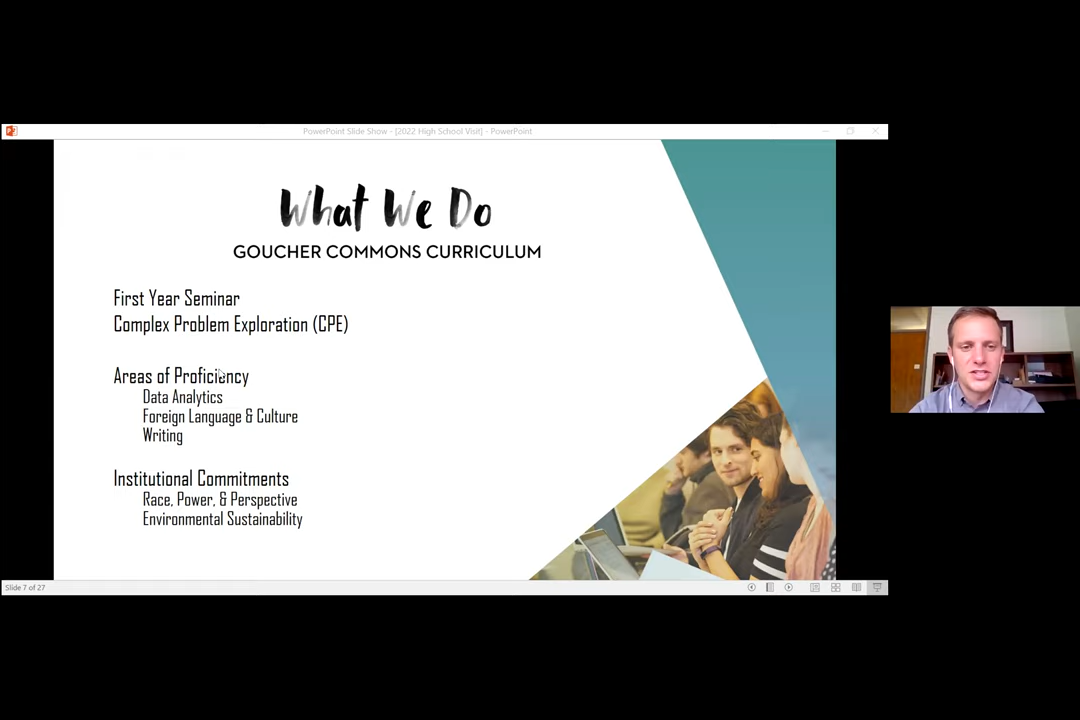 PowerPoint Slide Show - [2022 High School Visit] - PowerPoint
What We Do
GOUCHER COMMONS CURRICULUM
First Year Seminar
Complex Problem Exploration (CPE)
Areas of Proficiency
Data Analytics
Foreign Language & Culture
Writing
Institutional Commitments
Race, Power, & Perspective
Environmental Sustainability
Slide 7 of 27